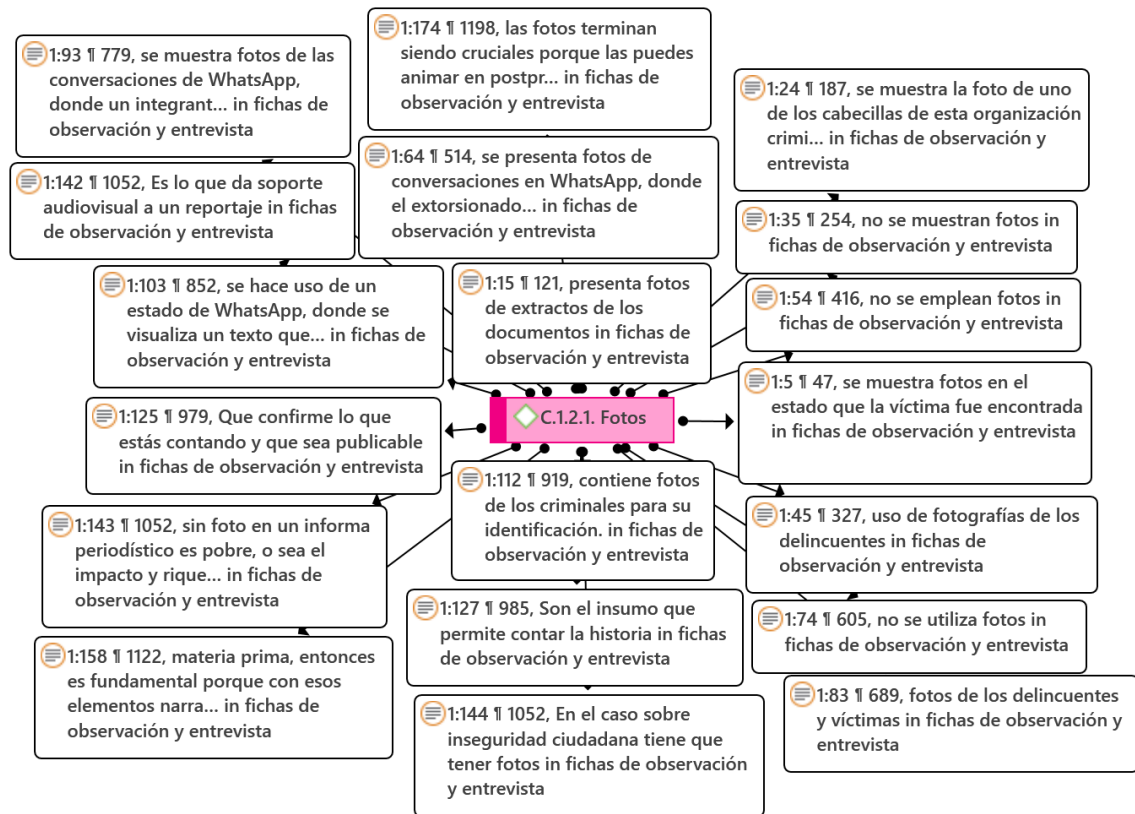 1:93 ¶ 779, se muestra fotos de las
conversaciones de WhatsApp,
donde un integrant... in fichas de
observación y entrevista
1:174 ¶ 1198, las fotos terminan
siendo cruciales porque las puedes
animar en postpr... in fichas de
observación y entrevista
1:24 ¶ 187, se muestra la foto de uno
de los cabecillas de esta organización
crimi... in fichas de observación y
entrevista
1:142 ¶ 1052, Es lo que da soporte
audiovisual a un reportaje in fichas
de observación y entrevista
1:64 ¶ 514, se presenta fotos de
conversaciones en WhatsApp, donde
el extorsionado... in fichas de
observación y entrevista
1:35 ¶ 254, no se muestran fotos in
fichas de observación y entrevista
1:103 ¶ 852, se hace uso de un
estado de WhatsApp, donde se
visualiza un texto que... in fichas de
observación y entrevista
1:15 ¶ 121, presenta fotos
de extractos de los
documentos in fichas de
observación y entrevista
1:54 ¶ 416, no se emplean fotos in
fichas de observación y entrevista
1:5 ¶ 47, se muestra fotos en el
estado que la víctima fue encontrada
in fichas de observación y entrevista
1:125 ¶ 979, Que confirme lo que
estás contando y que sea publicable
in fichas de observación y entrevista
C.1.2.1. Fotos
1:112 ¶ 919, contiene fotos
de los criminales para su
identificación. in fichas de
observación y entrevista
1:45 ¶ 327, uso de fotografías de los
delincuentes in fichas de
observación y entrevista
1:143 ¶ 1052, sin foto en un informa
periodístico es pobre, o sea el
impacto y rique... in fichas de
observación y entrevista
1:127 ¶ 985, Son el insumo que
permite contar la historia in fichas
de observación y entrevista
1:74 ¶ 605, no se utiliza fotos in
fichas de observación y entrevista
1:158 ¶ 1122, materia prima, entonces
es fundamental porque con esos
elementos narra... in fichas de
observación y entrevista
1:144 ¶ 1052, En el caso sobre
inseguridad ciudadana tiene que
tener fotos in fichas de observación
y entrevista
1:83 ¶ 689, fotos de los delincuentes
y víctimas in fichas de observación y
entrevista